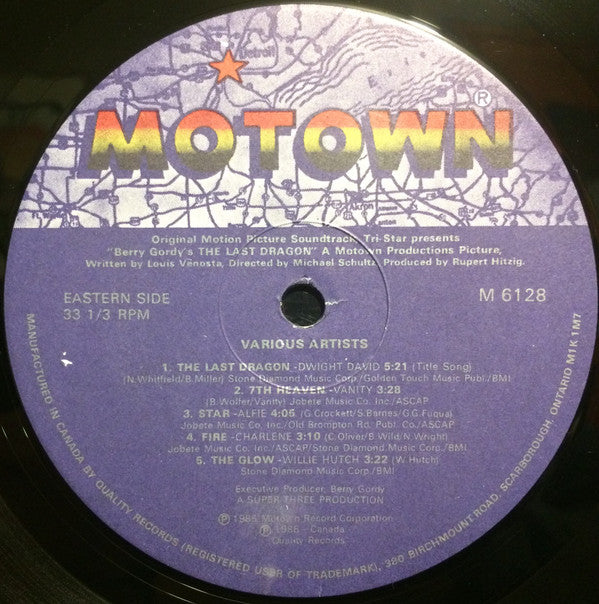 Detroit
MOTOWN®
Original Motion Picture Soundtrack, Tri-Star presents
"Berry Gordy's THE LAST DRAGON" A Motown Productions Picture,
Written by Louis Venosta, Directed by Michael Schultz, Produced by Rupert Hitzig.
EASTERN SIDE
33 1/3 RPM
M 6128
VARIOUS ARTISTS
1. THE LAST DRAGON -DWIGHT DAVID 5:21 (Title Song)
(N.Whitfield/B.Miller) Stone Diamond Music Corp./Golden Touch Music Publ./BMI
2. 7TH HEAVEN -VANITY 3:28
(B.Wolfer/Vanity) Jobete Music Co. Inc/ASCAP
3. STAR -ALFIE 4:05 (G.Crockett/S.Barnes/G.G.Fuqua)
Jobete Music Co., Inc/Old Brompton Rd. Publ. Co./ASCAP
4. FIRE -CHARLENE 3:10 (C.Oliver/B.Wild/N.Wright)
Jobete Music Co. Inc./ASCAP/Stone Diamond Music Corp./BMI
5. THE GLOW -WILLIE HUTCH 3:22 (W. Hutch)
Stone Diamond Music Corp./BMI
Executive Producer, Berry Gordy
A SUPER THREE PRODUCTION
℗ 1985 Motown Record Corporation
℗ 1985 - Canada
Quality Records
MANUFACTURED IN CANADA BY QUALITY RECORDS (REGISTERED USER OF TRADEMARK), 380 BIRCHMOUNT ROAD, SCARBOROUGH, ONTARIO M1K 1M7